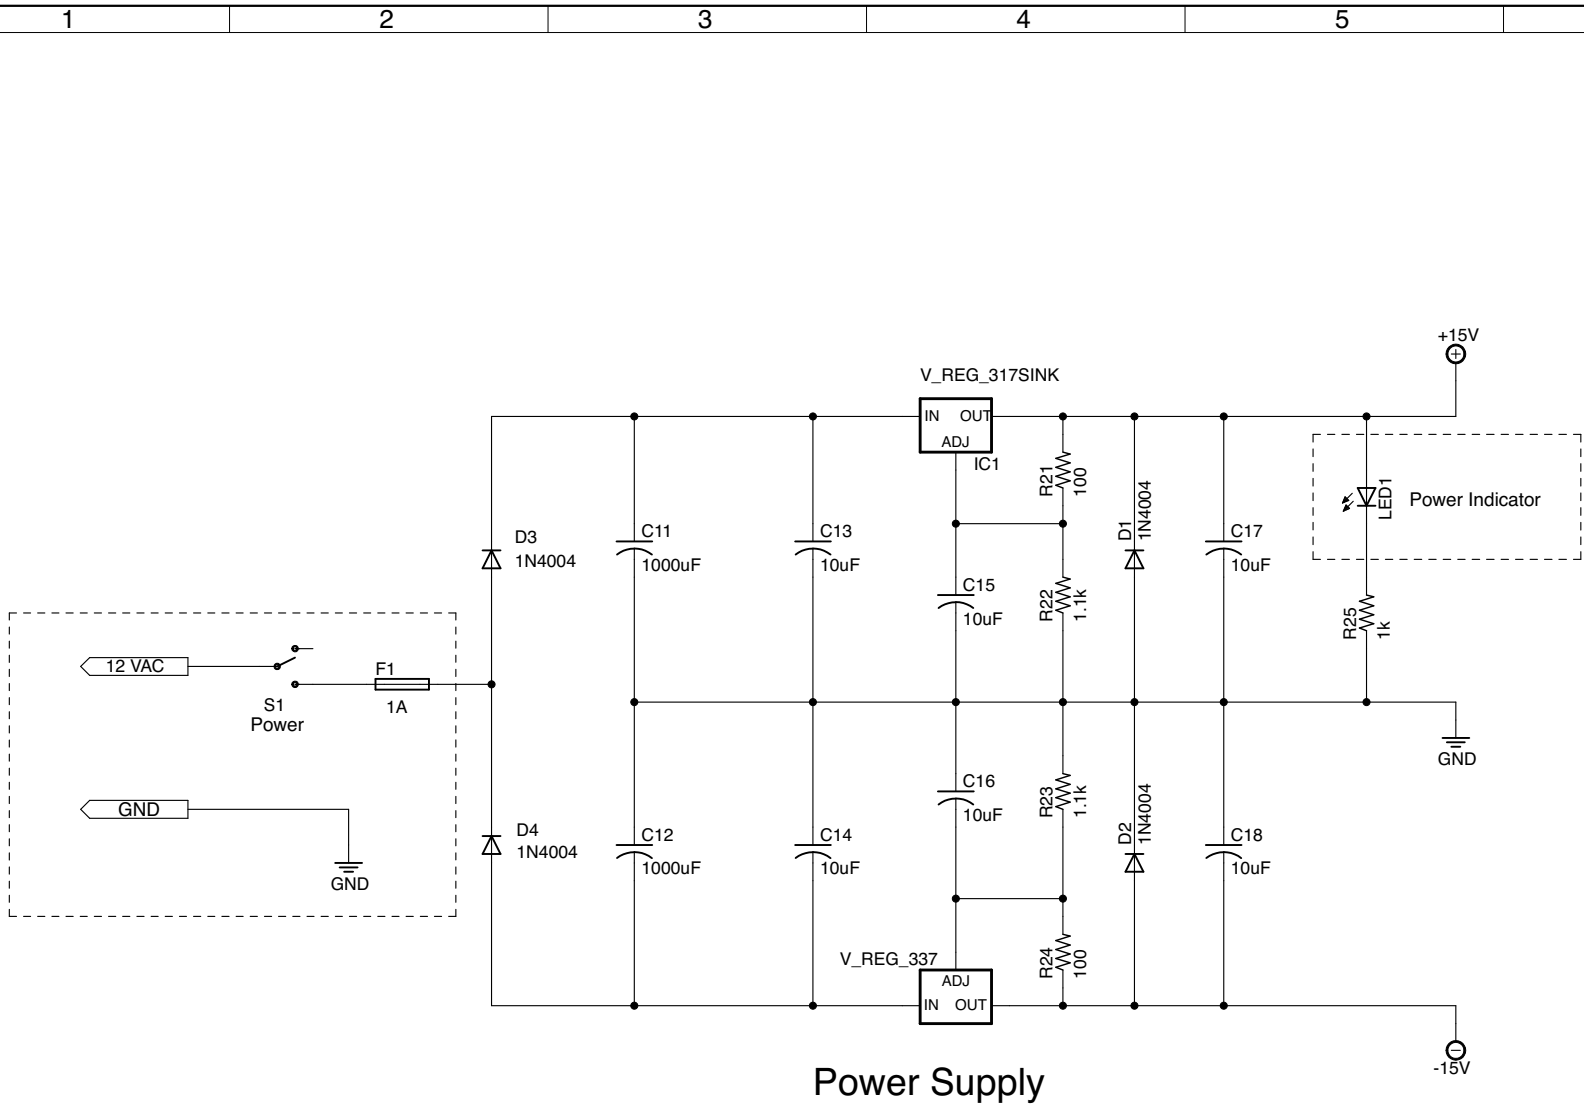 1 2 3 4 5
+15V
V_REG_317SINK
IN OUT
ADJ
IC1
R21
100
D1
1N4004
LED1
Power Indicator
D3
1N4004
C11
1000uF
C13
10uF
C15
10uF
R22
1.1k
C17
10uF
R25
1k
12 VAC
S1
Power
F1
1A
GND
GND
GND
D4
1N4004
C12
1000uF
C14
10uF
C16
10uF
R23
1.1k
D2
1N4004
C18
10uF
V_REG_337
ADJ
IN OUT
R24
100
-15V
Power Supply